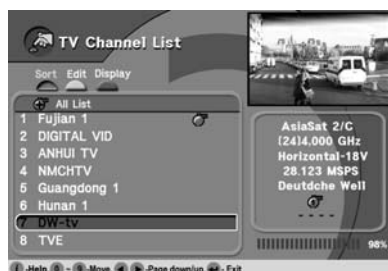 TV Channel List
Sort Edit Display
All List
1 Fujian 1
2 DIGITAL VID
3 ANHUI TV
4 NMCHTV
5 Guangdong 1
6 Hunan 1
7 DW-tv
8 TVE
AsiaSat 2/C
[24]4,000 GHz
Horizontal-18V
28.123 MSPS
Deutdche Well
- - - -
98%
i -Help 0 ~ 9 -Move -Page down/up -Exit